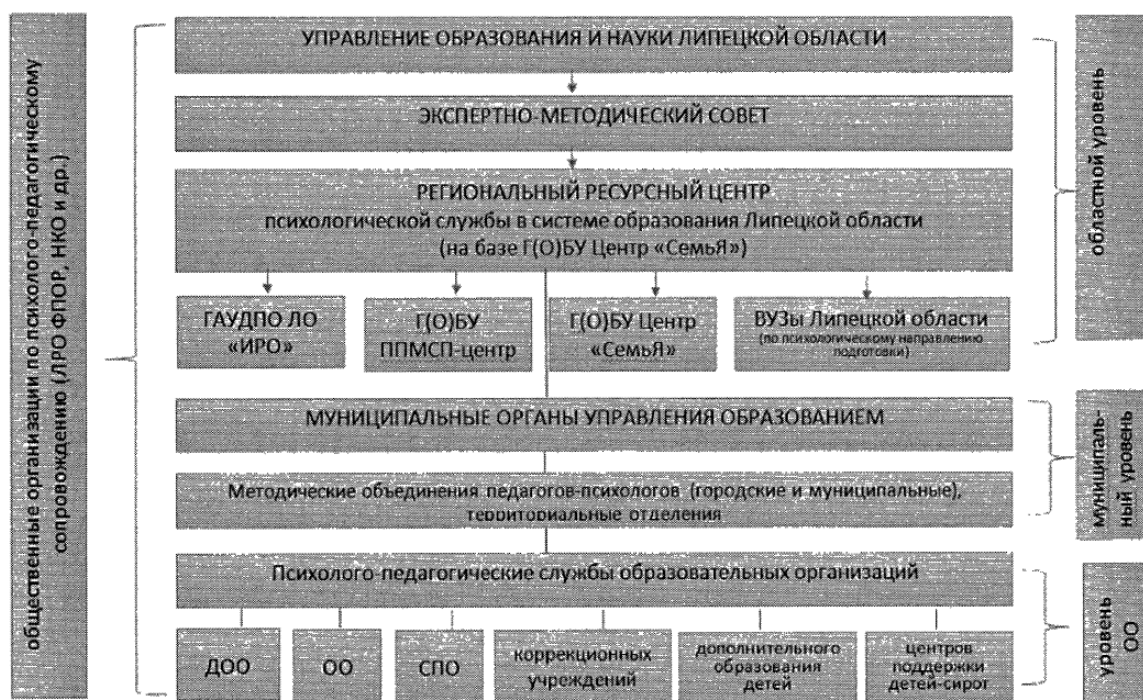 общественные организации по психолого-педагогическому
сопровождению (ЛРО ФПОР, НКО и др.)
УПРАВЛЕНИЕ ОБРАЗОВАНИЯ И НАУКИ ЛИПЕЦКОЙ ОБЛАСТИ
ЭКСПЕРТНО-МЕТОДИЧЕСКИЙ СОВЕТ
РЕГИОНАЛЬНЫЙ РЕСУРСНЫЙ ЦЕНТР
психологической службы в системе образования Липецкой области
(на базе Г(О)БУ Центр «СемьЯ»)
ГАУДПО ЛО
«ИРО»
Г(О)БУ
ППМСП-центр
Г(О)БУ Центр
«СемьЯ»
ВУЗы Липецкой области
(по психологическому направлению
подготовки)
областной уровень
МУНИЦИПАЛЬНЫЕ ОРГАНЫ УПРАВЛЕНИЯ ОБРАЗОВАНИЕМ
Методические объединения педагогов-психологов (городские и муниципальные),
территориальные отделения
муниципаль-
ный уровень
Психолого-педагогические службы образовательных организаций
ДОО
ОО
СПО
коррекционных
учреждений
дополнительного
образования
детей
центров
поддержки
детей-сирот
уровень
ОО